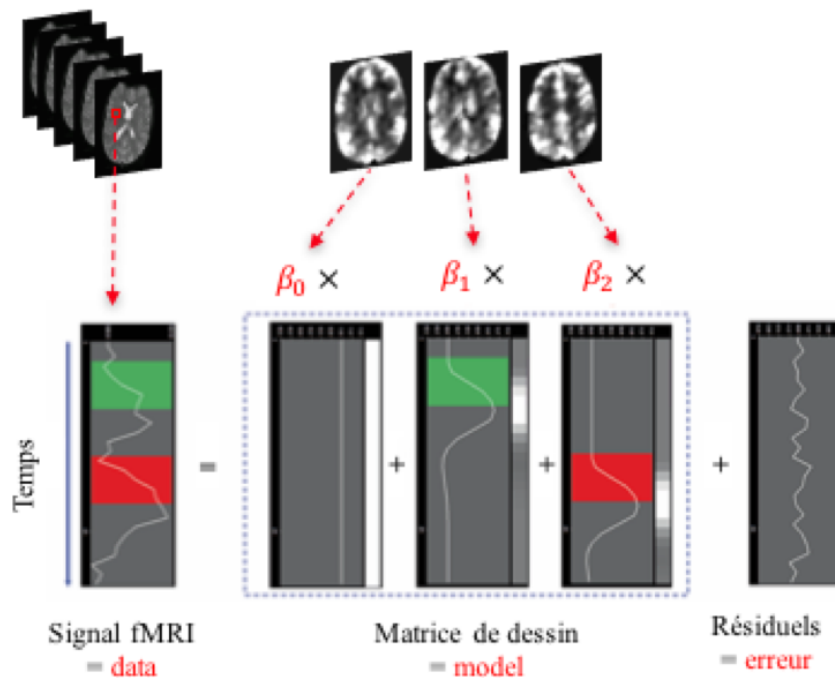 β₀ × β₁ × β₂ ×
Temps
= + + +
Signal fMRI
= data
Matrice de dessin
= model
Résiduels
= erreur